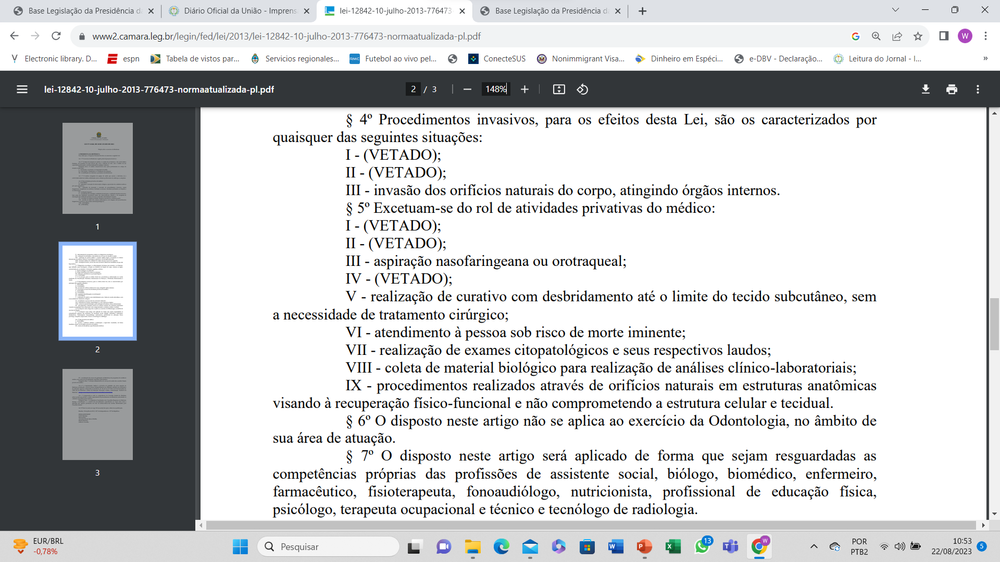 Base Legislação da Presidência da
Diário Oficial da União - Imprens
lei-12842-10-julho-2013-776473-
Base Legislação da Presidência da
www2.camara.leg.br/legin/fed/lei/2013/lei-12842-10-julho-2013-776473-normaatualizada-pl.pdf
W
Electronic library. D...
espn
Tabela de vistos par...
Servicios regionales...
RMC
Futebol ao vivo pel...
ConecteSUS
Nonimmigrant Visa...
Dinheiro em Espéci...
e-DBV - Declaração...
Leitura do Jornal - I...
»
lei-12842-10-julho-2013-776473-normaatualizada-pl.pdf
2 / 3
148%
1
2
3
§ 4º Procedimentos invasivos, para os efeitos desta Lei, são os caracterizados por
quaisquer das seguintes situações:
I - (VETADO);
II - (VETADO);
III - invasão dos orifícios naturais do corpo, atingindo órgãos internos.
§ 5º Excetuam-se do rol de atividades privativas do médico:
I - (VETADO);
II - (VETADO);
III - aspiração nasofaringeana ou orotraqueal;
IV - (VETADO);
V - realização de curativo com desbridamento até o limite do tecido subcutâneo, sem
a necessidade de tratamento cirúrgico;
VI - atendimento à pessoa sob risco de morte iminente;
VII - realização de exames citopatológicos e seus respectivos laudos;
VIII - coleta de material biológico para realização de análises clínico-laboratoriais;
IX - procedimentos realizados através de orifícios naturais em estruturas anatômicas
visando à recuperação físico-funcional e não comprometendo a estrutura celular e tecidual.
§ 6º O disposto neste artigo não se aplica ao exercício da Odontologia, no âmbito de
sua área de atuação.
§ 7º O disposto neste artigo será aplicado de forma que sejam resguardadas as
competências próprias das profissões de assistente social, biólogo, biomédico, enfermeiro,
farmacêutico, fisioterapeuta, fonoaudiólogo, nutricionista, profissional de educação física,
psicólogo, terapeuta ocupacional e técnico e tecnólogo de radiologia.
EUR/BRL
-0,78%
Pesquisar
13
W
POR
PTB2
10:53
22/08/2023
5